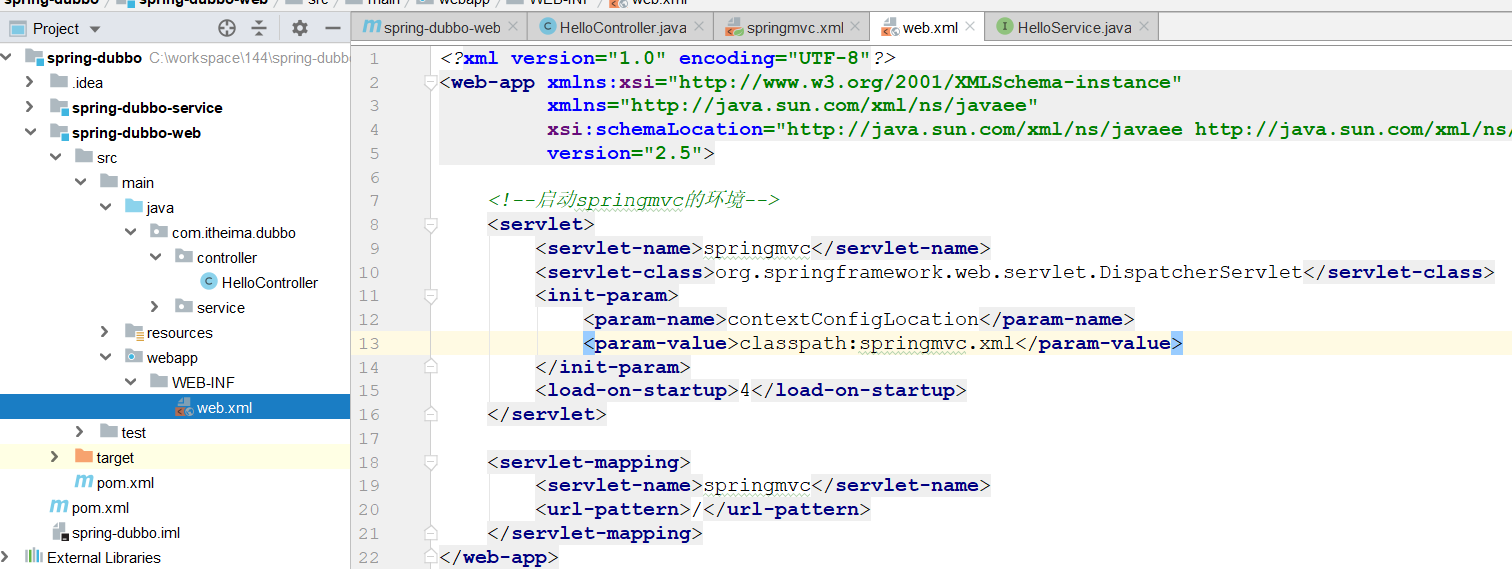 spring-dubbo spring-dubbo-web src main webapp WEB-INF web.xml
Project
spring-dubbo-web HelloController.java springmvc.xml web.xml HelloService.java
spring-dubbo C:\workspace\144\spring-dubbo
.idea
spring-dubbo-service
spring-dubbo-web
src
main
java
com.itheima.dubbo
controller
HelloController
service
resources
webapp
WEB-INF
web.xml
test
target
pom.xml
pom.xml
spring-dubbo.iml
External Libraries
1 <?xml version="1.0" encoding="UTF-8"?>
2 <web-app xmlns:xsi="http://www.w3.org/2001/XMLSchema-instance"
3 xmlns="http://java.sun.com/xml/ns/javaee"
4 xsi:schemaLocation="http://java.sun.com/xml/ns/javaee http://java.sun.com/xml/ns/
5 version="2.5">
6
7 <!--启动springmvc的环境-->
8 <servlet>
9 <servlet-name>springmvc</servlet-name>
10 <servlet-class>org.springframework.web.servlet.DispatcherServlet</servlet-class>
11 <init-param>
12 <param-name>contextConfigLocation</param-name>
13 <param-value>classpath:springmvc.xml</param-value>
14 </init-param>
15 <load-on-startup>4</load-on-startup>
16 </servlet>
17
18 <servlet-mapping>
19 <servlet-name>springmvc</servlet-name>
20 <url-pattern>/</url-pattern>
21 </servlet-mapping>
22 </web-app>